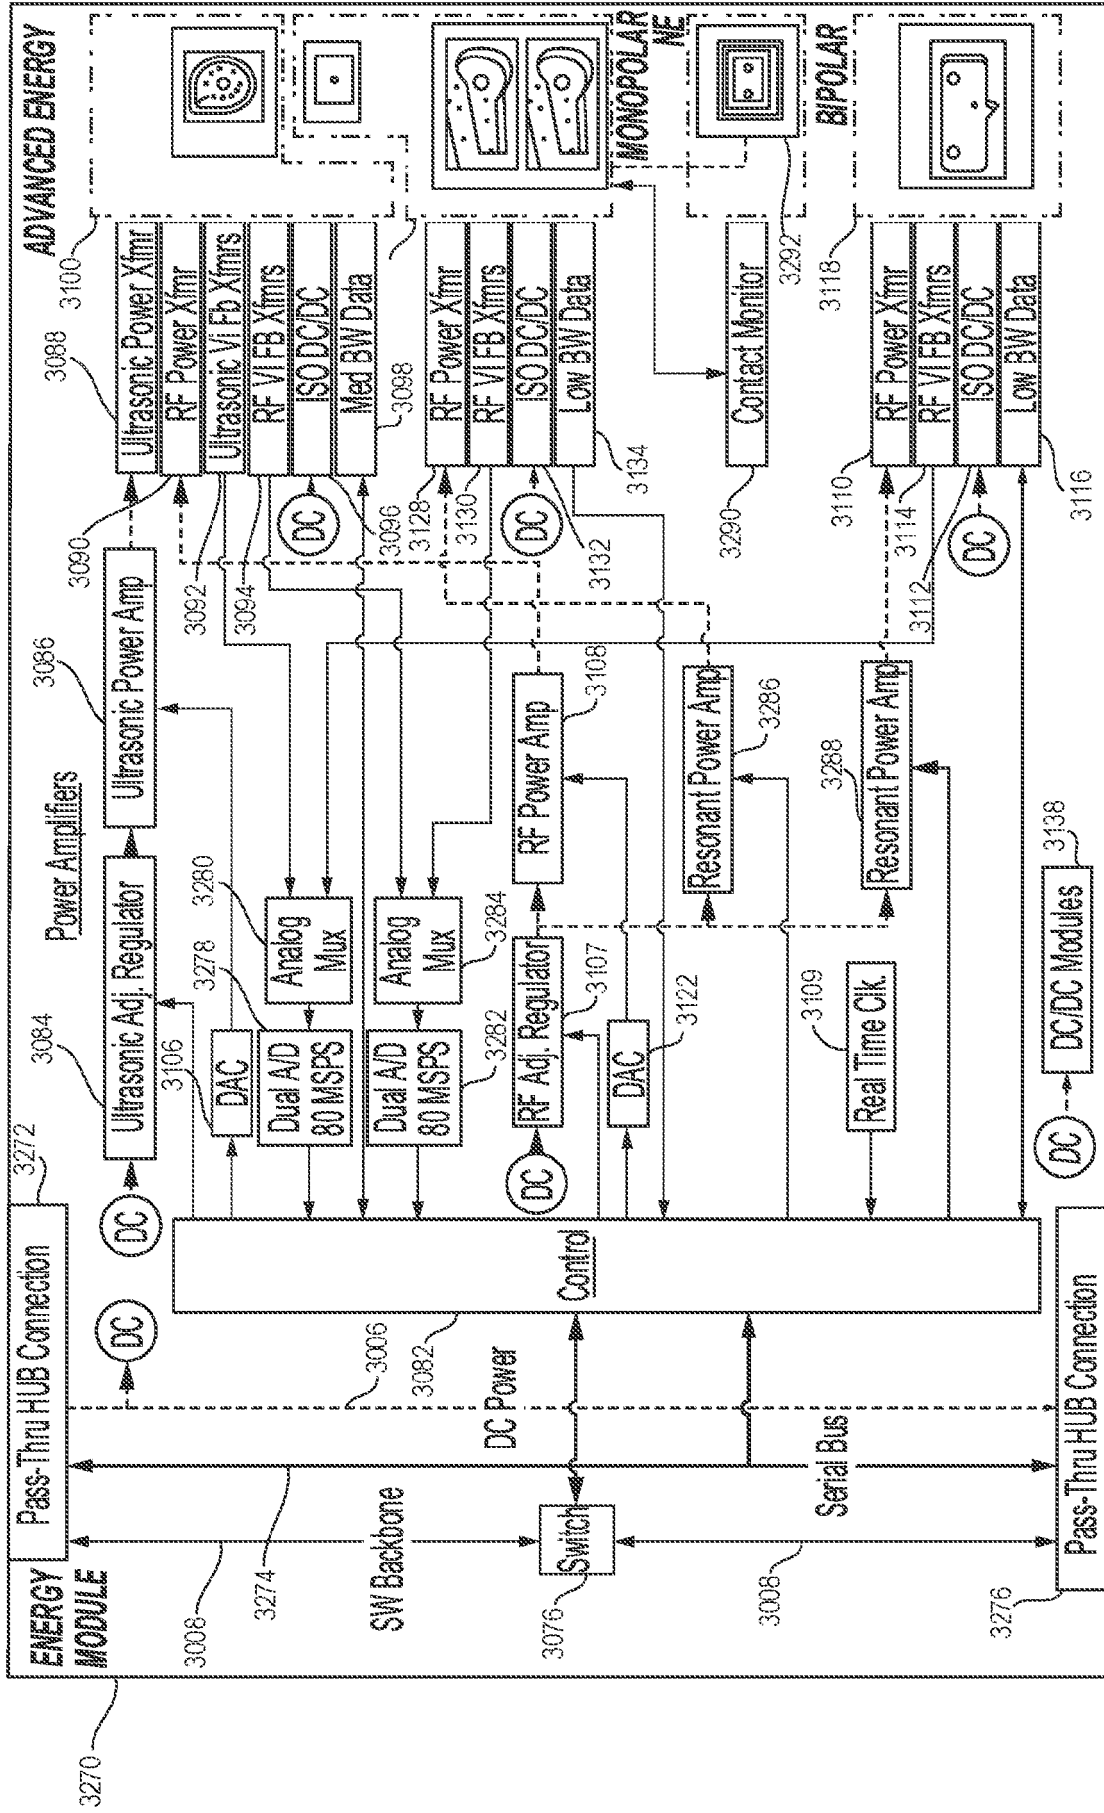 3270
ENERGY
MODULE
3272
Pass-Thru HUB Connection
3008
3274
SW Backbone
Switch
3076
3008
Serial Bus
3276
Pass-Thru HUB Connection
DC
3006
DC Power
3082
Control
DC
3084
Ultrasonic Adj. Regulator
Power Amplifiers
3086
Ultrasonic Power Amp
3106
DAC
3278
Dual A/D
80 MSPS
3280
Analog
Mux
3282
Dual A/D
80 MSPS
3284
Analog
Mux
DC
RF Adj. Regulator
3107
RF Power Amp
3108
DAC
3122
Resonant Power Amp
3286
3288
Resonant Power Amp
3109
Real Time Clk.
DC
DC/DC Modules
3138
ADVANCED ENERGY
3100
3088
Ultrasonic Power Xfmr
3090
RF Power Xfmr
3092
Ultrasonic VI Fb Xfmrs
3094
RF VI FB Xfmrs
DC
ISO DC/DC
3096
Med BW Data
3098
MONOPOLAR
3128
RF Power Xfmr
3130
RF VI FB Xfmrs
DC
ISO DC/DC
3132
Low BW Data
3134
NE
3290
Contact Monitor
3292
BIPOLAR
3118
3110
RF Power Xfmr
3114
RF VI FB Xfmrs
3112
DC
ISO DC/DC
Low BW Data
3116